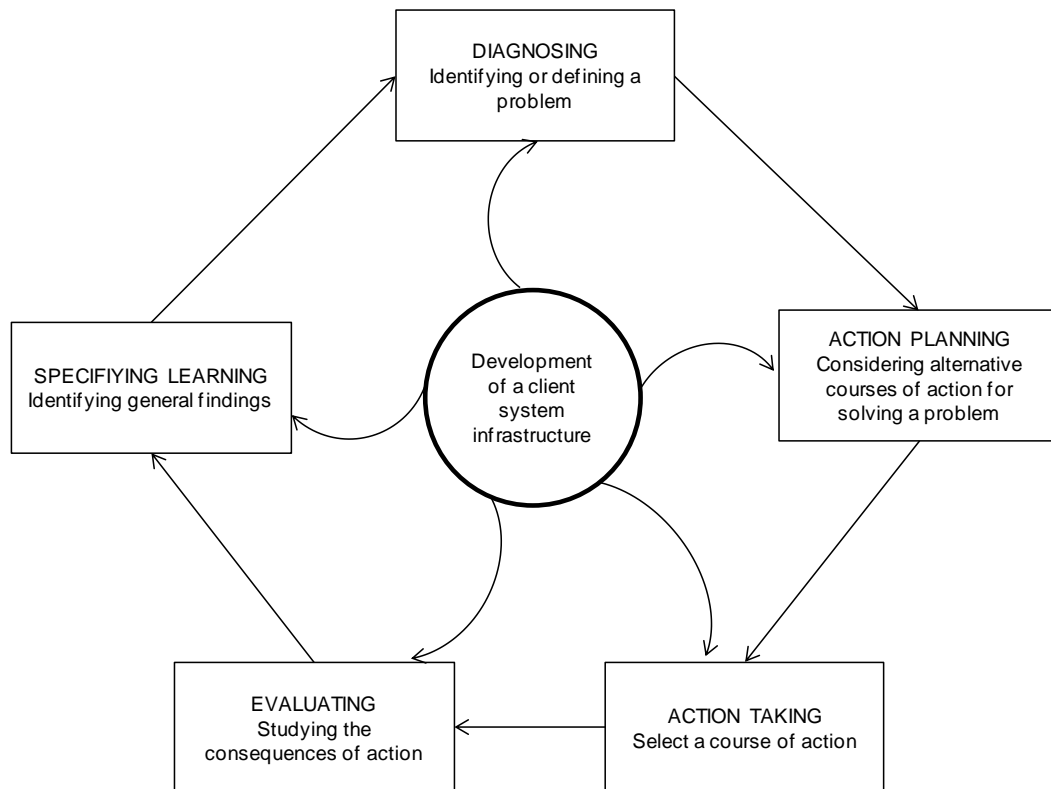 DIAGNOSING
Identifying or defining a
problem
ACTION PLANNING
Considering alternative
courses of action for
solving a problem
SPECIFIYING LEARNING
Identifying general findings
Development
of a client
system
infrastructure
EVALUATING
Studying the
consequences of action
ACTION TAKING
Select a course of action